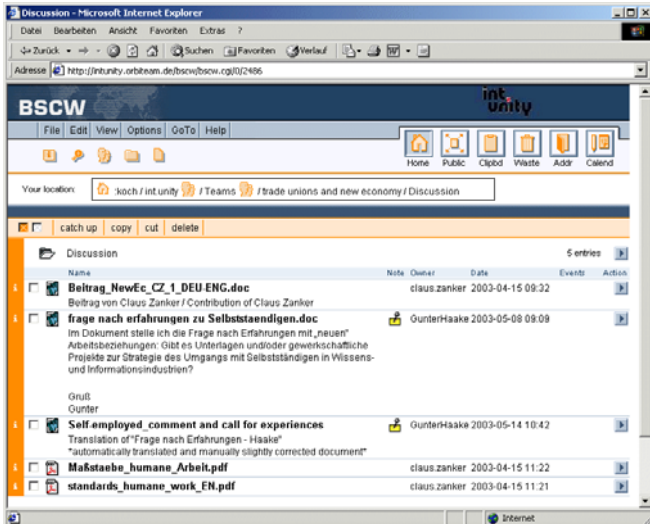 Discussion - Microsoft Internet Explorer
Datei Bearbeiten Ansicht Favoriten Extras ?
Zurück Suchen Favoriten Verlauf
Adresse http://intunity.orbiteam.de/bscw/bscw.cgi/0/2486
BSCW int.unity
File Edit View Options GoTo Help
Home Public Clipbd Waste Addr Calend
Your location: :koch / int.unity / Teams / trade unions and new economy / Discussion
catch up copy cut delete
Discussion 5 entries
Name Note Owner Date Events Action
Beitrag_NewEc_CZ_1_DEU-ENG.doc claus.zanker 2003-04-15 09:32
Beitrag von Claus Zanker / Contribution of Claus Zanker
frage nach erfahrungen zu Selbststaendigen.doc GunterHaake 2003-05-08 09:09
Im Dokument stelle ich die Frage nach Erfahrungen mit „neuen"
Arbeitsbeziehungen: Gibt es Unterlagen und/oder gewerkschaftliche
Projekte zur Strategie des Umgangs mit Selbstständigen in Wissens-
und Informationsindustrien?
Gruß
Gunter
Self-employed_comment and call for experiences GunterHaake 2003-05-14 10:42
Translation of "Frage nach Erfahrungen - Haake"
*automatically translated and manually slightly corrected document*
Maßstaebe_humane_Arbeit.pdf claus.zanker 2003-04-15 11:22
standards_humane_work_EN.pdf claus.zanker 2003-04-15 11:21
Internet